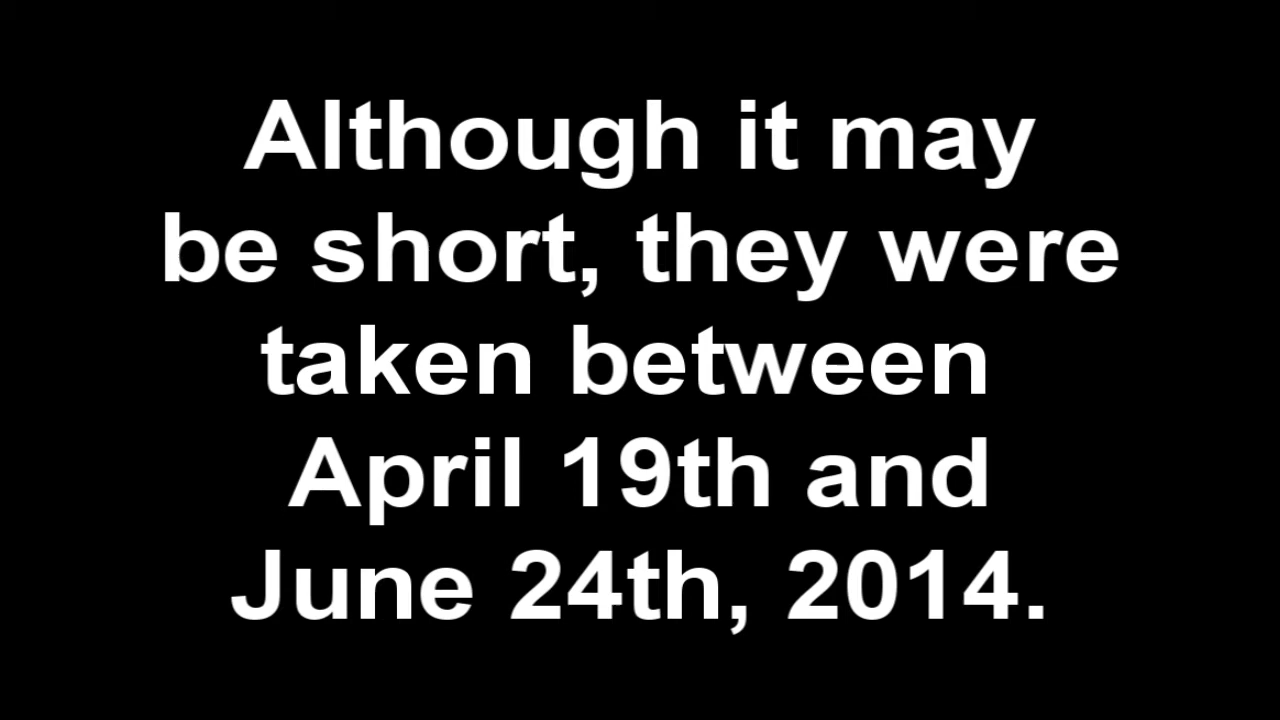 Although it may
be short, they were
taken between
April 19th and
June 24th, 2014.